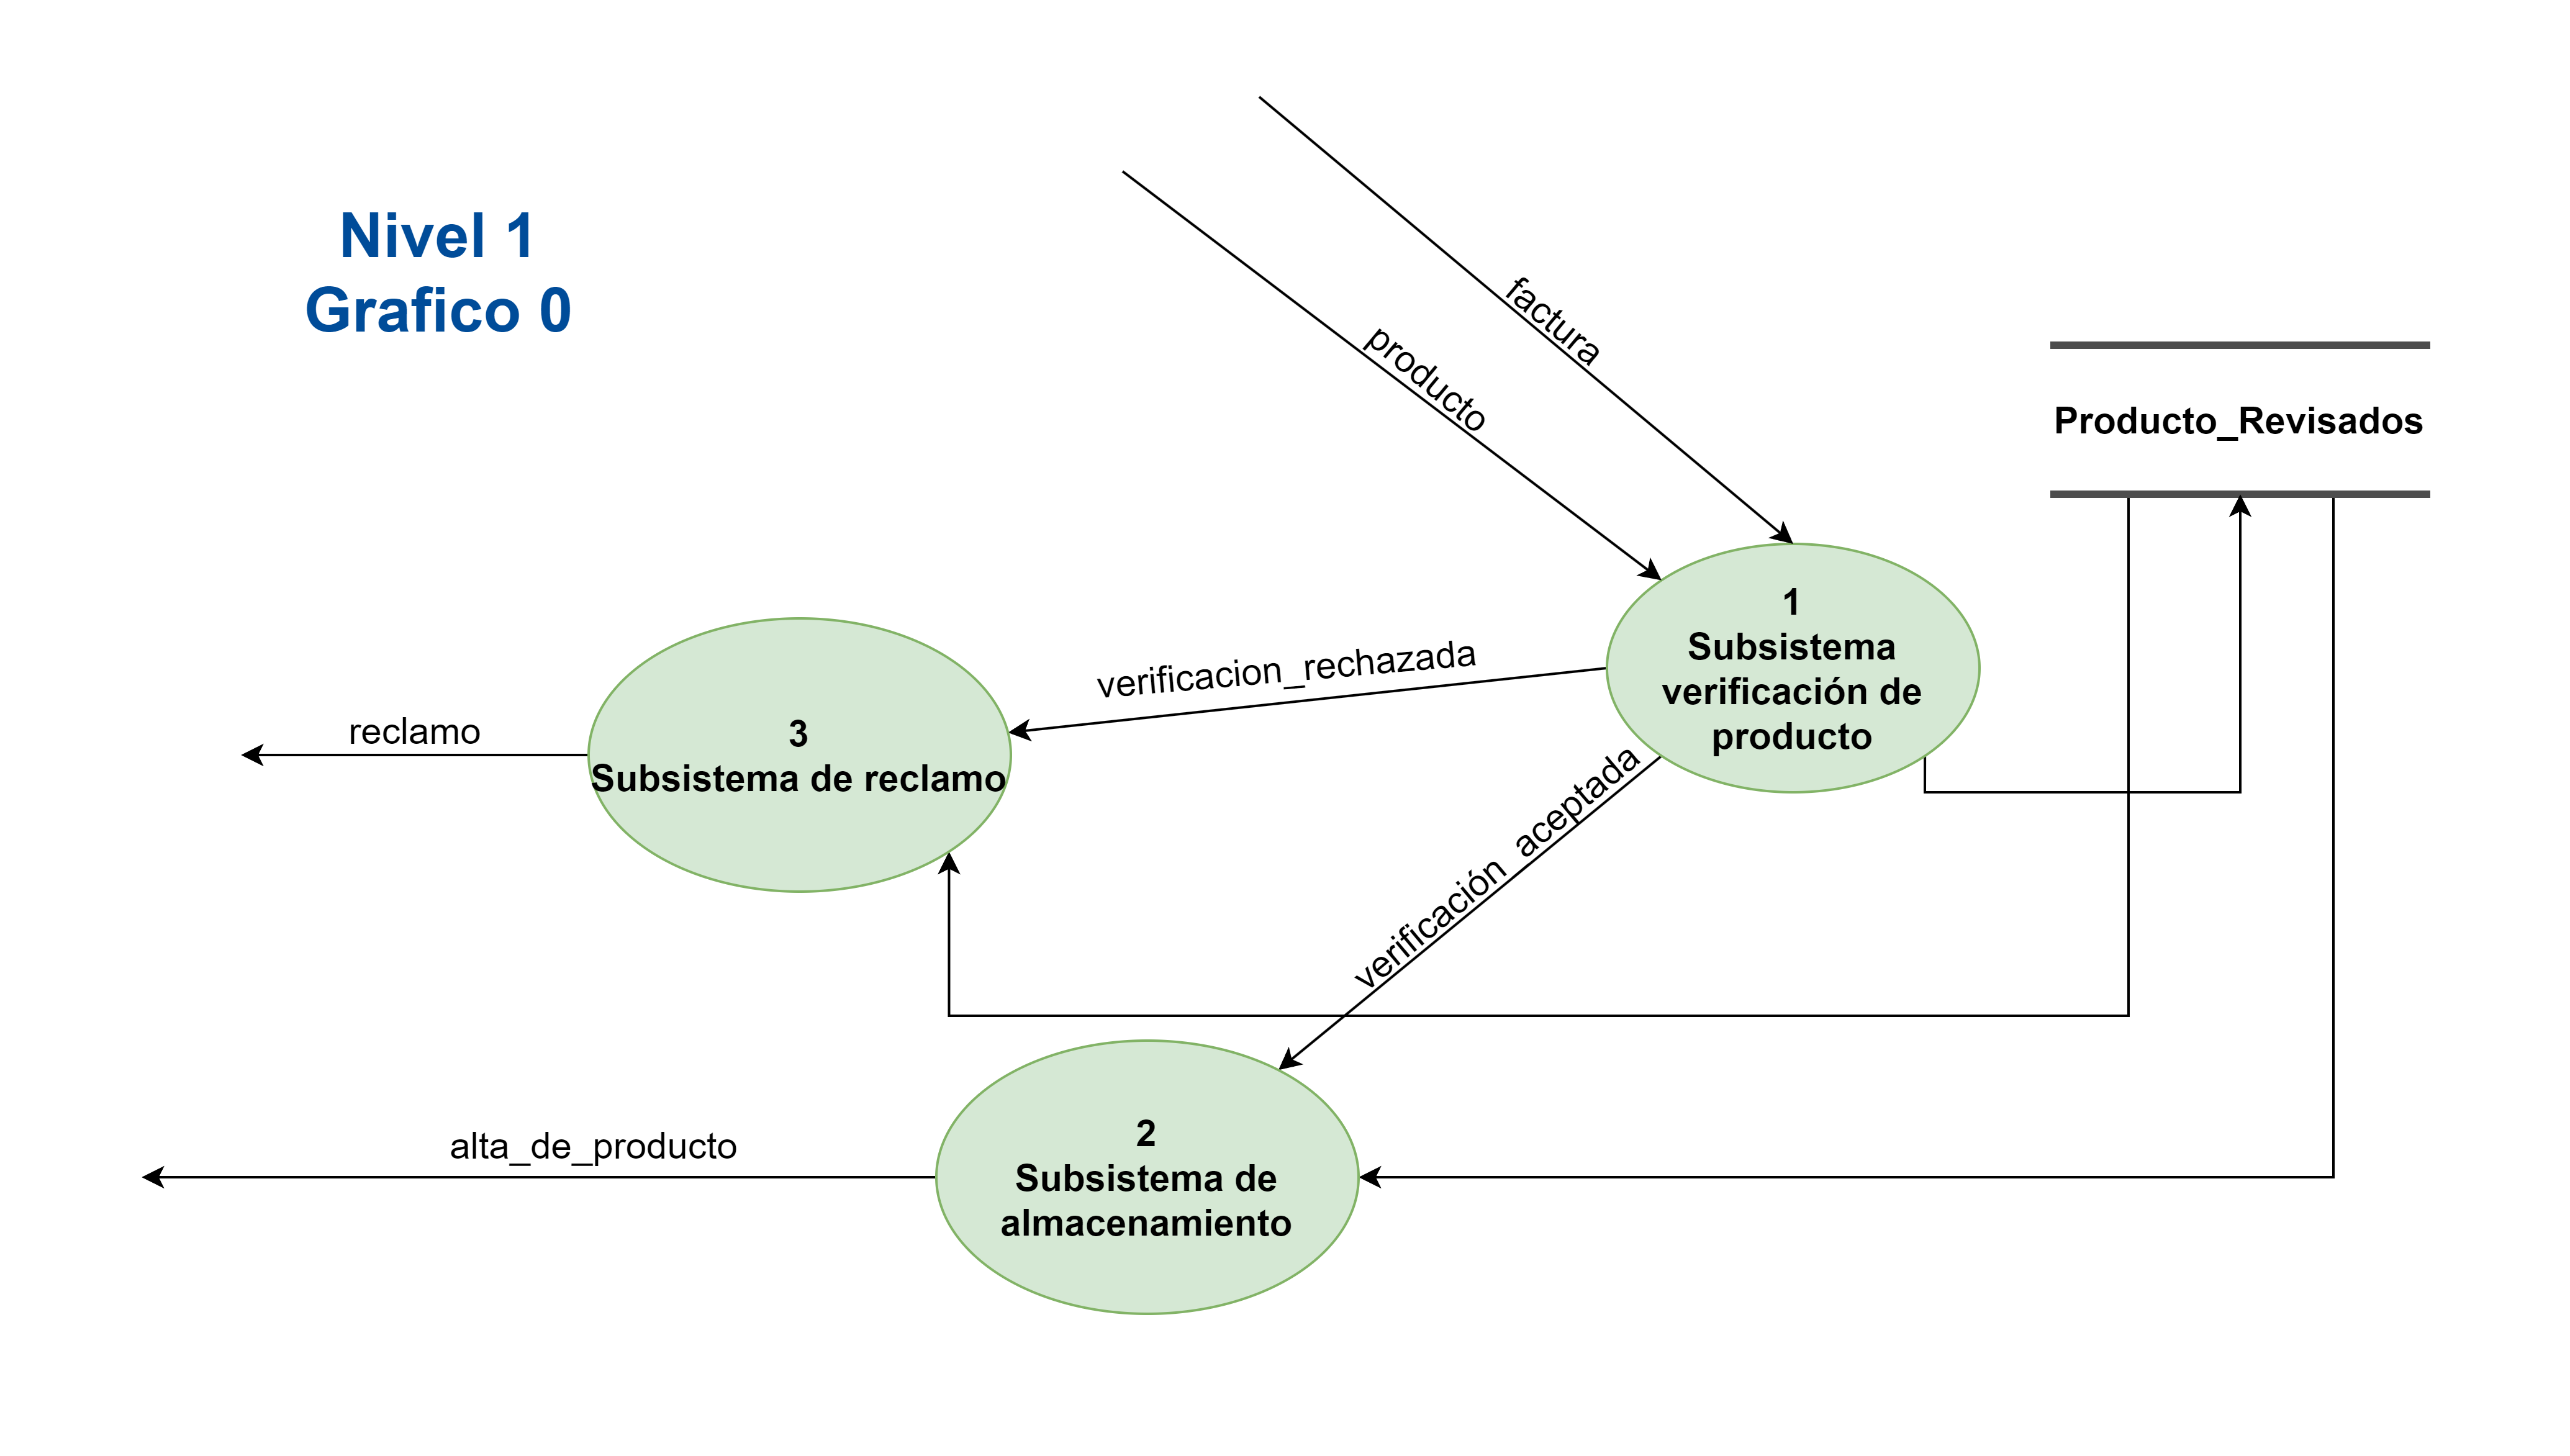 Nivel 1
Grafico 0
factura
producto
Producto_Revisados
1
Subsistema
verificación de
producto
verificacion_rechazada
reclamo
3
Subsistema de reclamo
verificación_aceptada
alta_de_producto
2
Subsistema de
almacenamiento